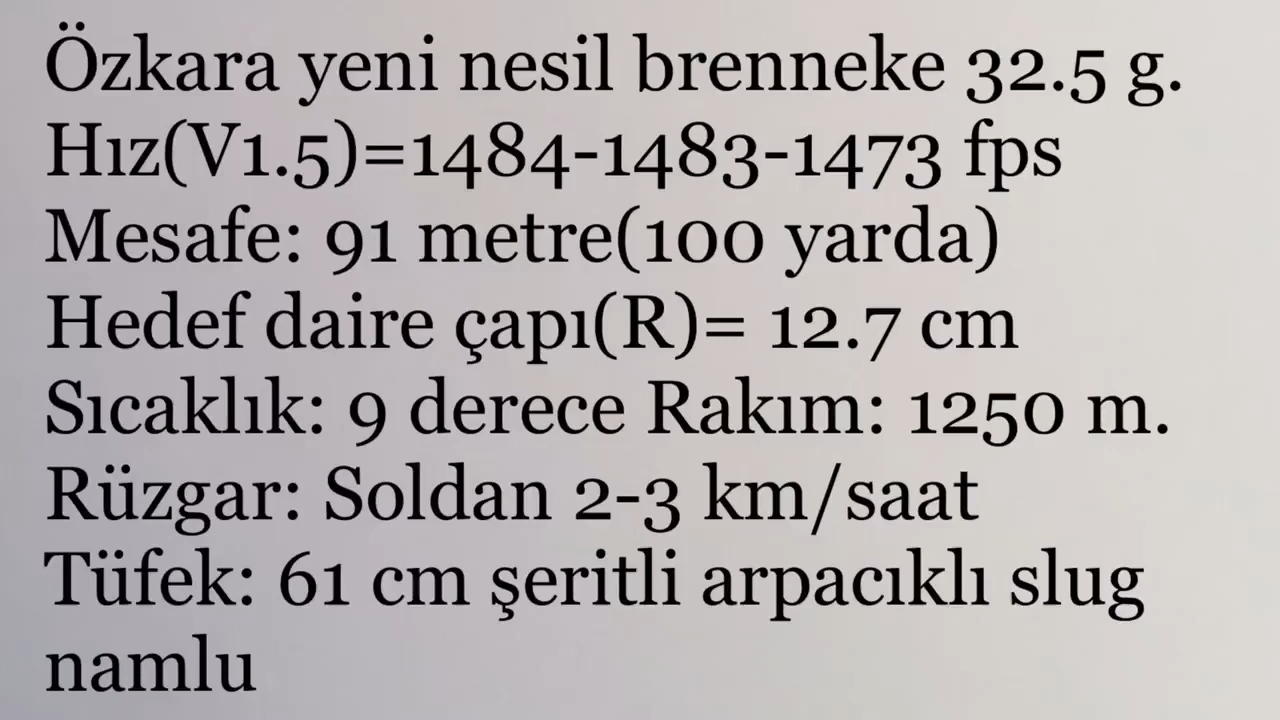 Özkara yeni nesil brenneke 32.5 g.
Hız(V1.5)=1484-1483-1473 fps
Mesafe: 91 metre(100 yarda)
Hedef daire çapı(R)= 12.7 cm
Sıcaklık: 9 derece Rakım: 1250 m.
Rüzgar: Soldan 2-3 km/saat
Tüfek: 61 cm şeritli arpacıklı slug
namlu